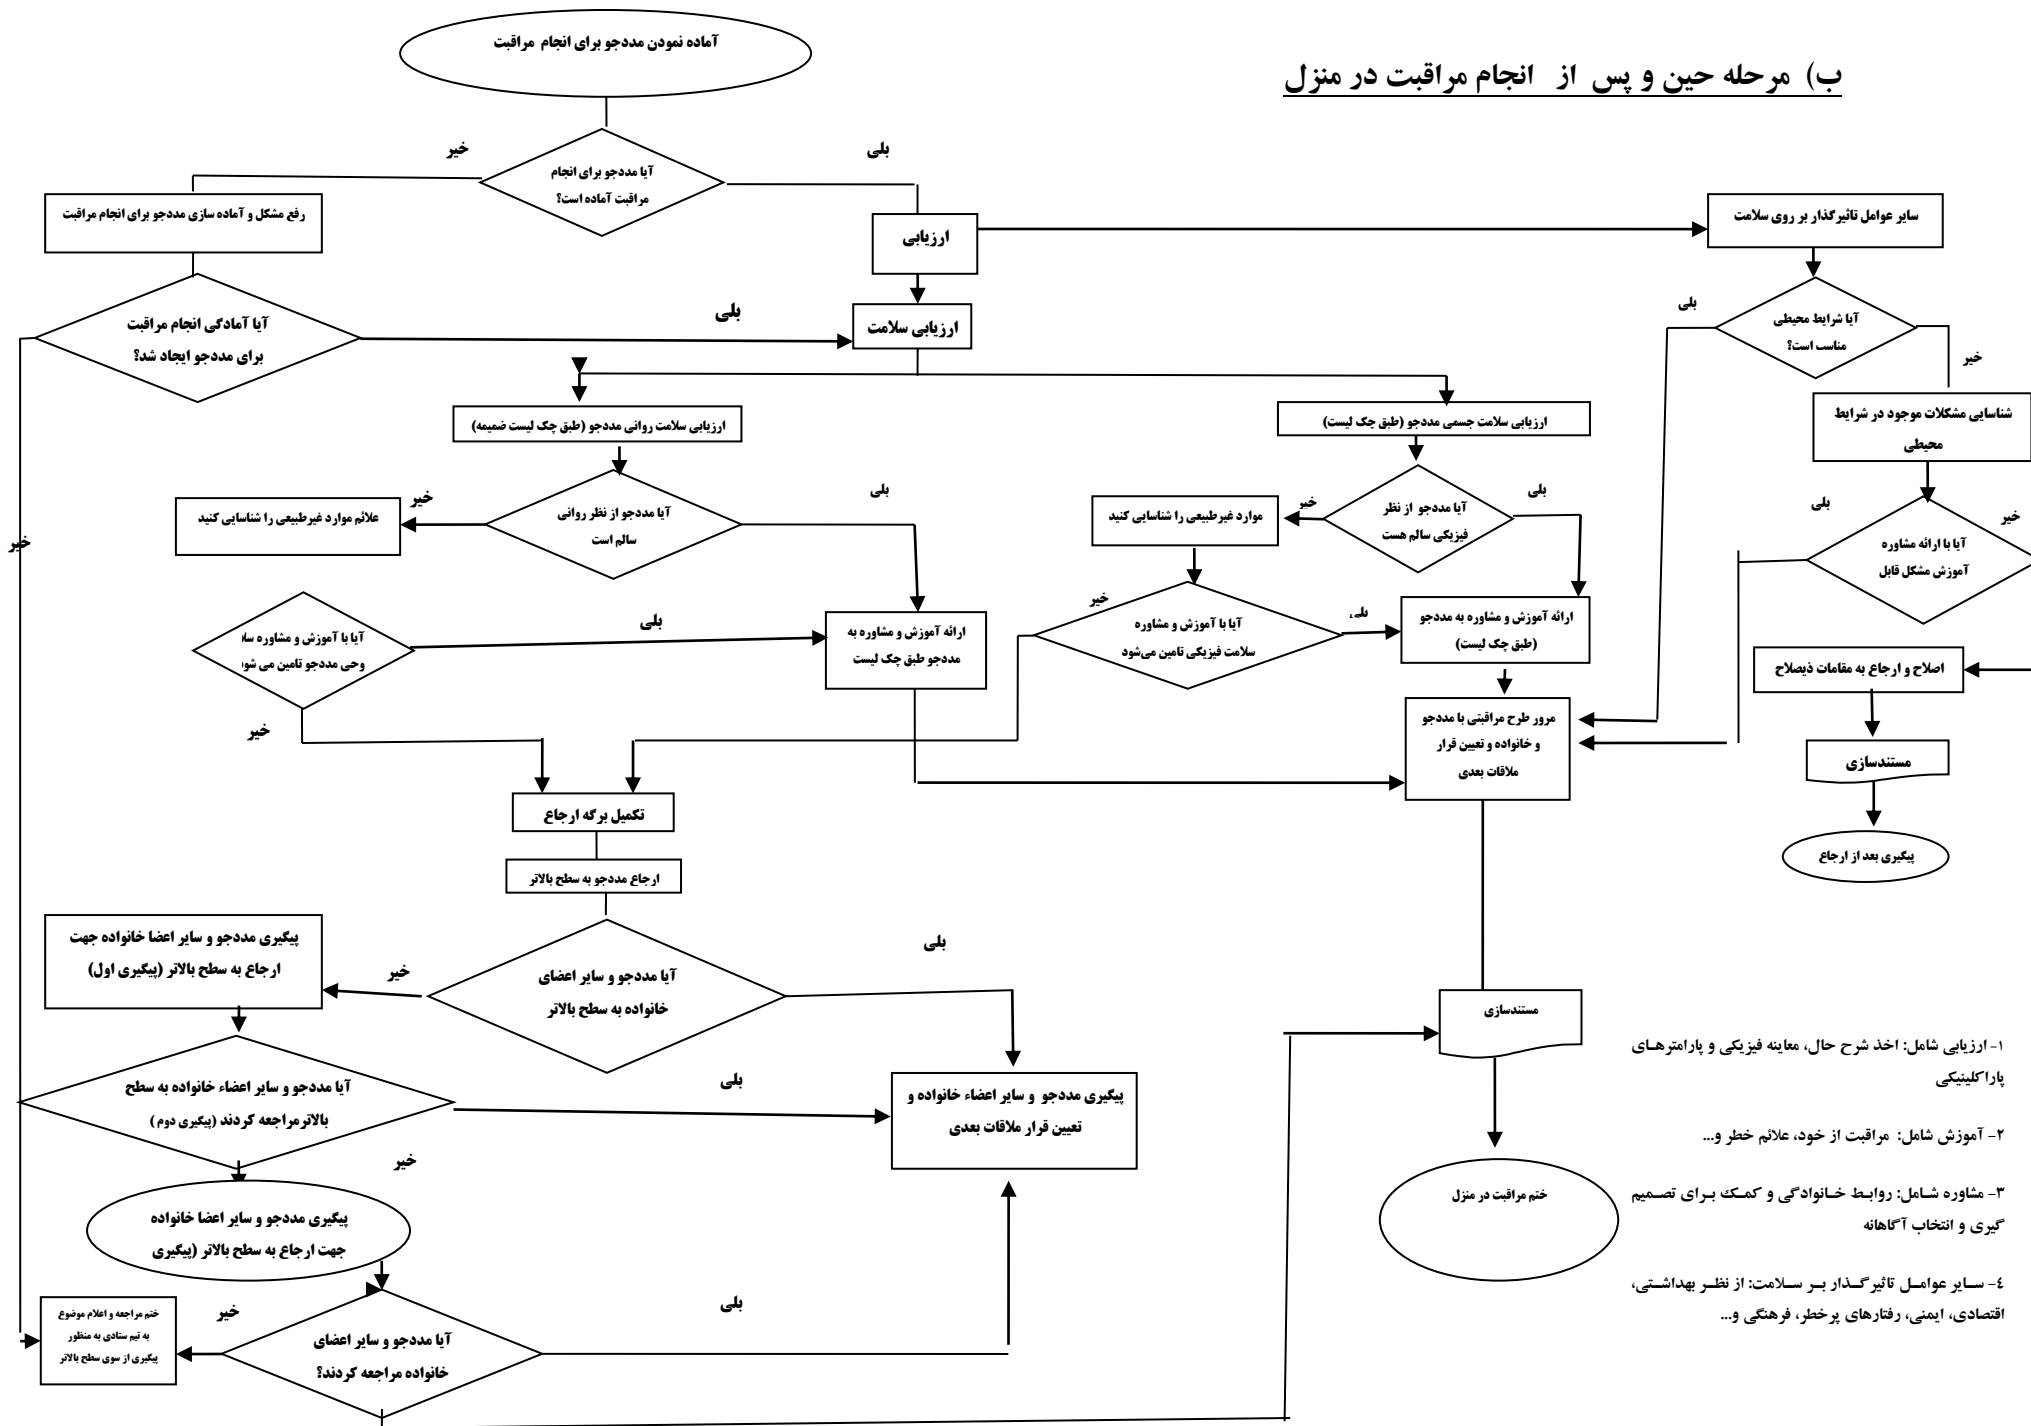 ب) مرحله حین و پس از انجام مراقبت در منزل
آماده نمودن مددجو برای انجام مراقبت
آیا مددجو برای انجام
مراقبت آماده است؟
خیر
بلی
رفع مشکل و آماده سازی مددجو برای انجام مراقبت
ارزیابی
سایر عوامل تاثیرگذار بر روی سلامت
آیا آمادگی انجام مراقبت
برای مددجو ایجاد شد؟
بلی
خیر
ارزیابی سلامت
آیا شرایط محیطی
مناسب است؟
بلی
خیر
شناسایی مشکلات موجود در شرایط
محیطی
آیا با ارائه مشاوره
آموزش مشکل قابل
بلی
خیر
اصلاح و ارجاع به مقامات ذیصلاح
مستندسازی
پیگیری بعد از ارجاع
ارزیابی سلامت جسمی مددجو (طبق چک لیست)
آیا مددجو از نظر
فیزیکی سالم هست
بلی
خیر
موارد غیرطبیعی را شناسایی کنید
آیا با آموزش و مشاوره
سلامت فیزیکی تامین می‌شود
خیر
بلی
ارائه آموزش و مشاوره به مددجو
(طبق چک لیست)
مرور طرح مراقبتی با مددجو
و خانواده و تعیین قرار
ملاقات بعدی
ارزیابی سلامت روانی مددجو (طبق چک لیست ضمیمه)
آیا مددجو از نظر روانی
سالم است
بلی
خیر
علائم موارد غیرطبیعی را شناسایی کنید
آیا با آموزش و مشاوره سلا
وحی مددجو تامین می شود
بلی
خیر
ارائه آموزش و مشاوره به
مددجو طبق چک لیست
تکمیل برگه ارجاع
ارجاع مددجو به سطح بالاتر
آیا مددجو و سایر اعضای
خانواده به سطح بالاتر
بلی
خیر
پیگیری مددجو و سایر اعضا خانواده جهت
ارجاع به سطح بالاتر (پیگیری اول)
آیا مددجو و سایر اعضاء خانواده به سطح
بالاترمراجعه کردند (پیگیری دوم )
بلی
خیر
پیگیری مددجو و سایر اعضاء خانواده و
تعیین قرار ملاقات بعدی
پیگیری مددجو و سایر اعضا خانواده
جهت ارجاع به سطح بالاتر (پیگیری
آیا مددجو و سایر اعضای
خانواده مراجعه کردند؟
بلی
خیر
ختم مراجعه و اعلام موضوع
به تیم ستادی به منظور
پیگیری از سوی سطح بالاتر
مستندسازی
ختم مراقبت در منزل
۱- ارزیابی شامل: اخذ شرح حال، معاینه فیزیکی و پارامترهای
پاراکلینیکی
۲- آموزش شامل: مراقبت از خود، علائم خطر و...
۳- مشاوره شامل: روابط خانوادگی و کمک برای تصمیم
گیری و انتخاب آگاهانه
٤- سایر عوامل تاثیرگذار بر سلامت: از نظر بهداشتی،
اقتصادی، ایمنی، رفتارهای پرخطر، فرهنگی و...